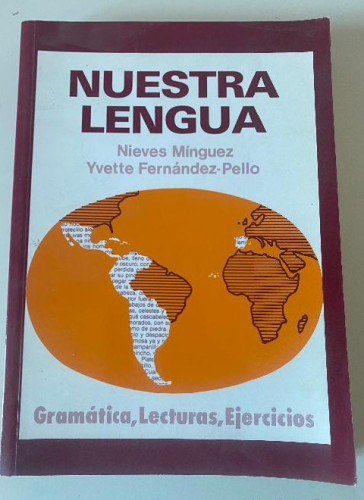 NUESTRA
LENGUA
Nieves Mínguez
Yvette Fernández-Pello
Gramática, Lecturas, Ejercicios